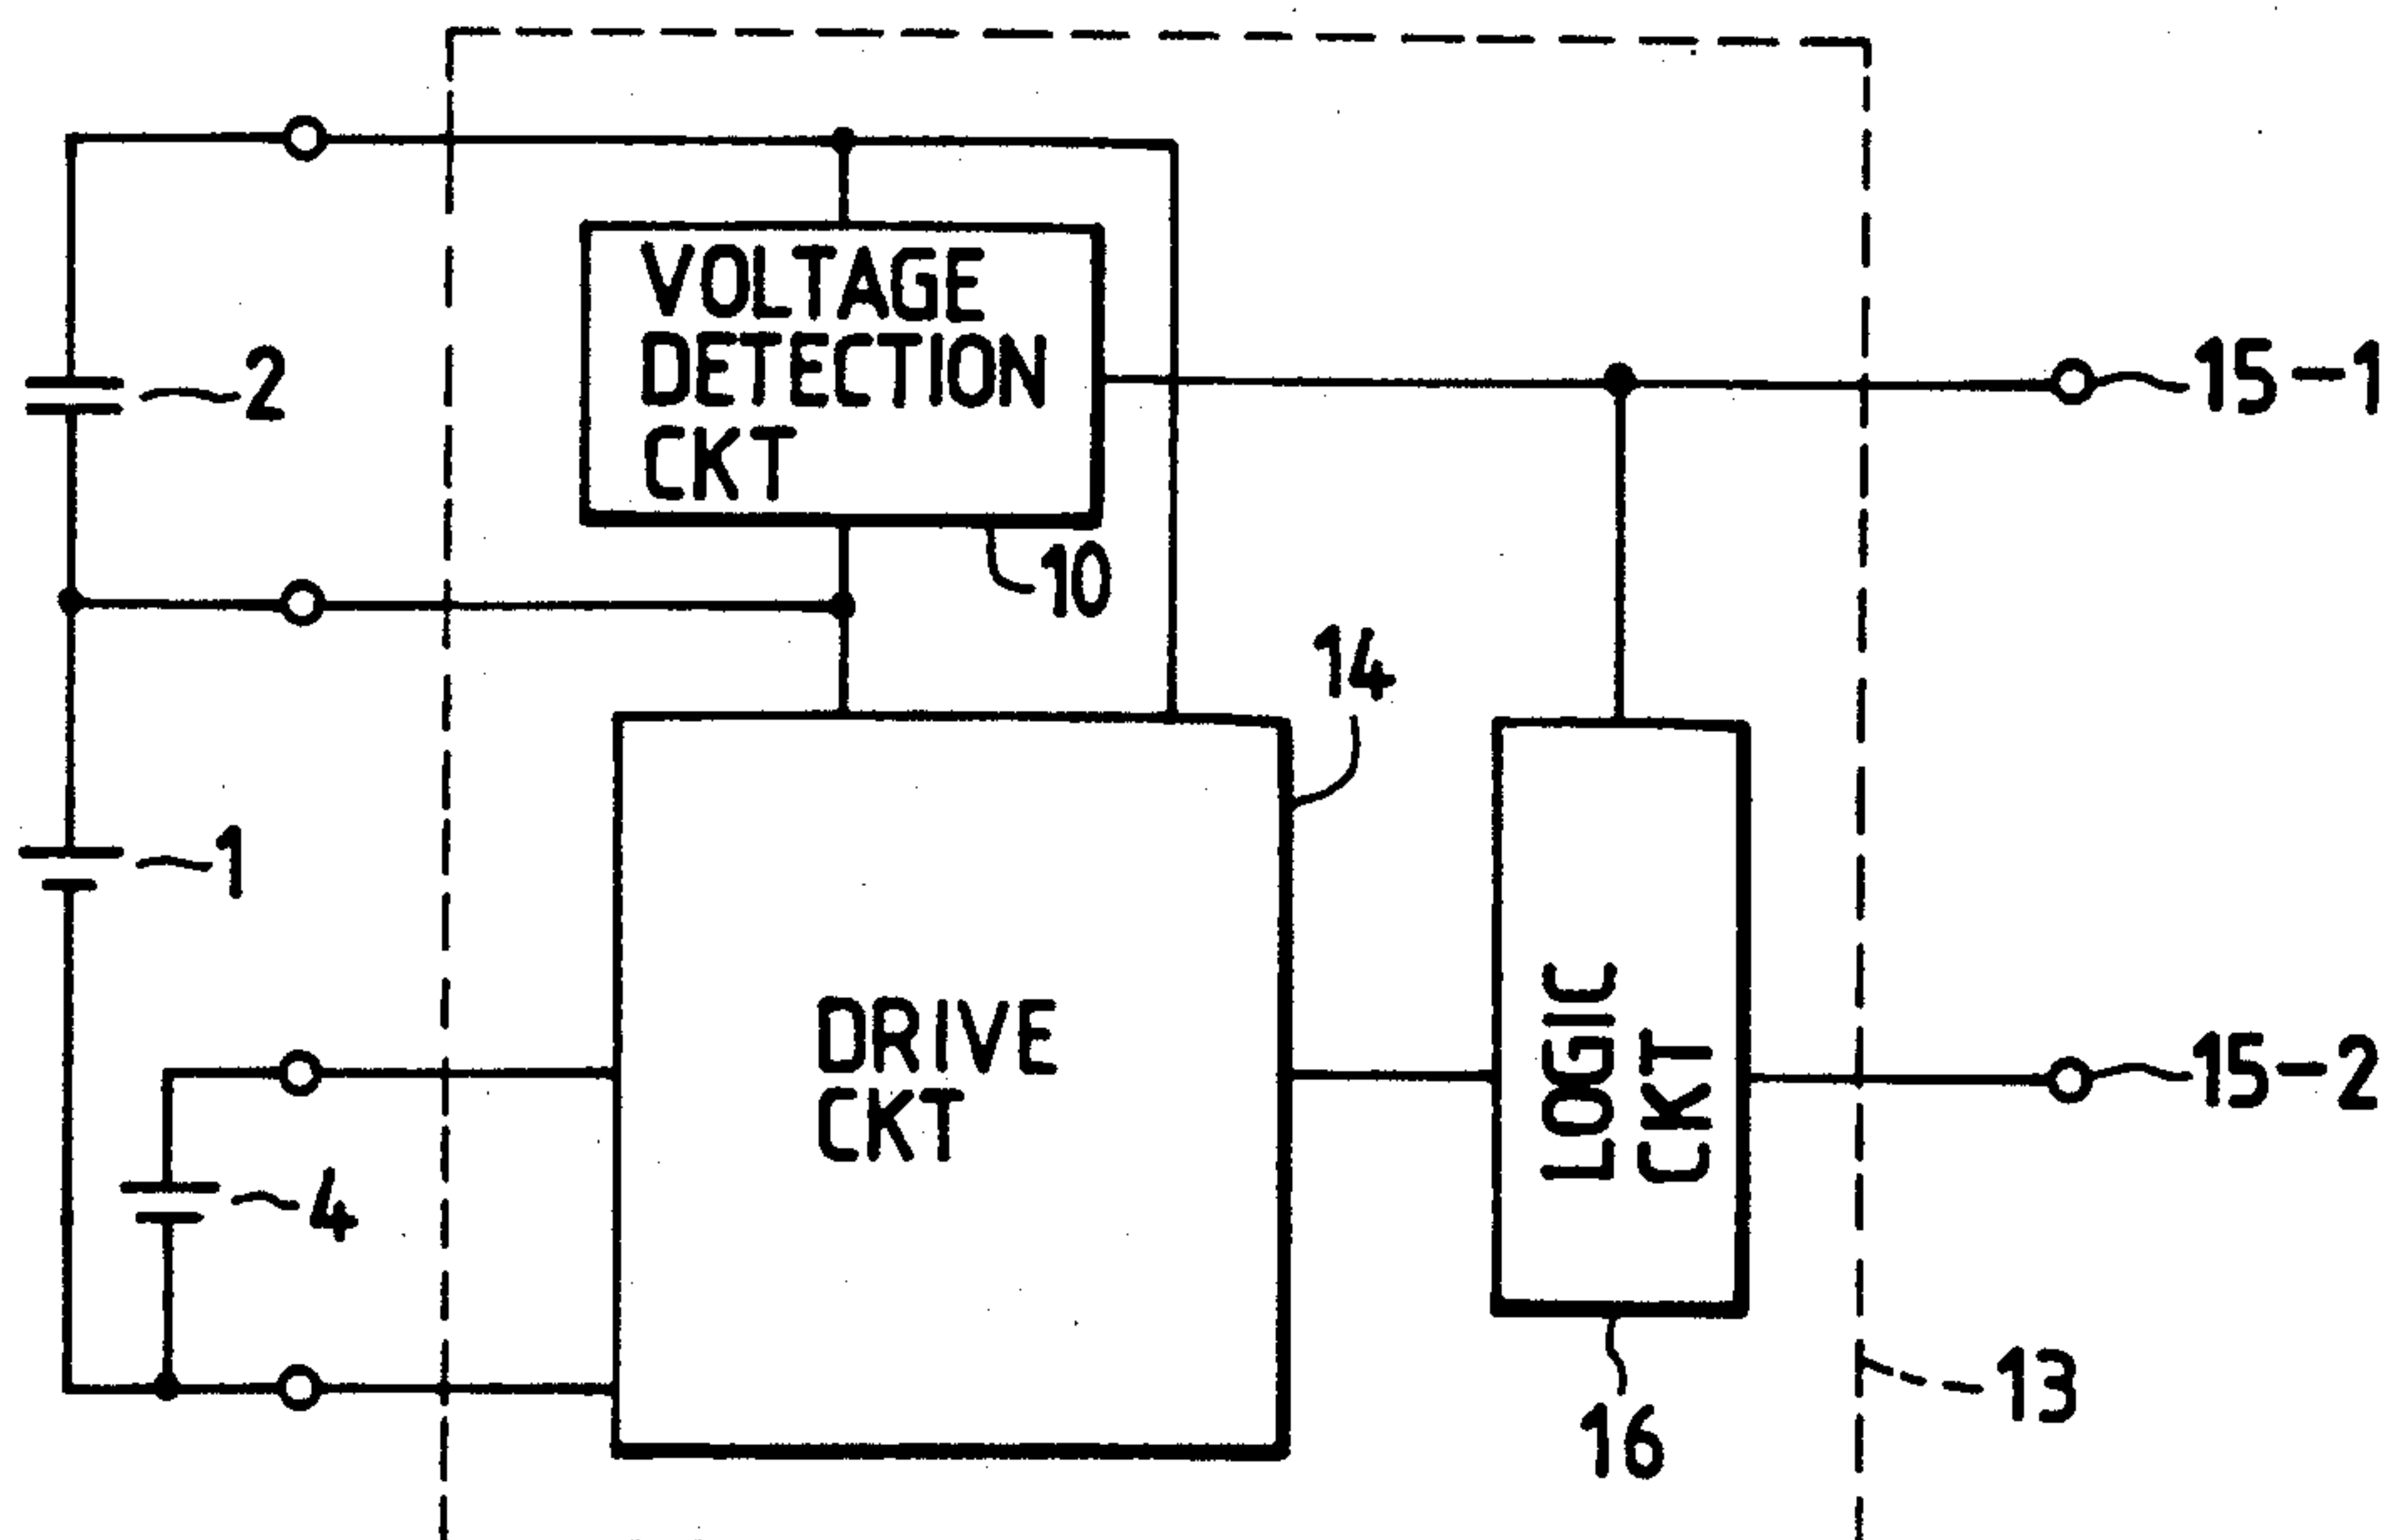 VOLTAGE
DETECTION
CKT
2
15-1
10
14
1
DRIVE
CKT
LOGIC
CKT
15-2
4
13
16